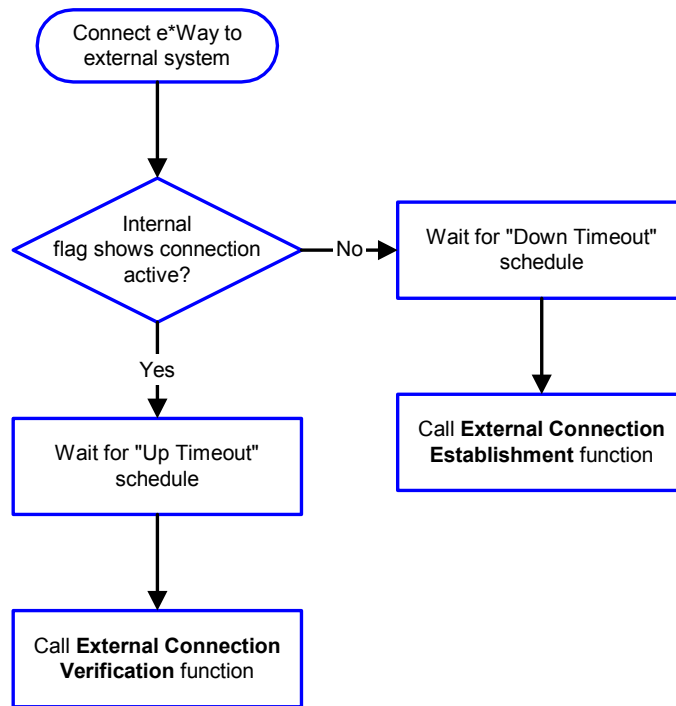 Connect e*Way to
external system
Internal
flag shows connection
active?
No
Wait for "Down Timeout"
schedule
Yes
Call External Connection
Establishment function
Wait for "Up Timeout"
schedule
Call External Connection
Verification function